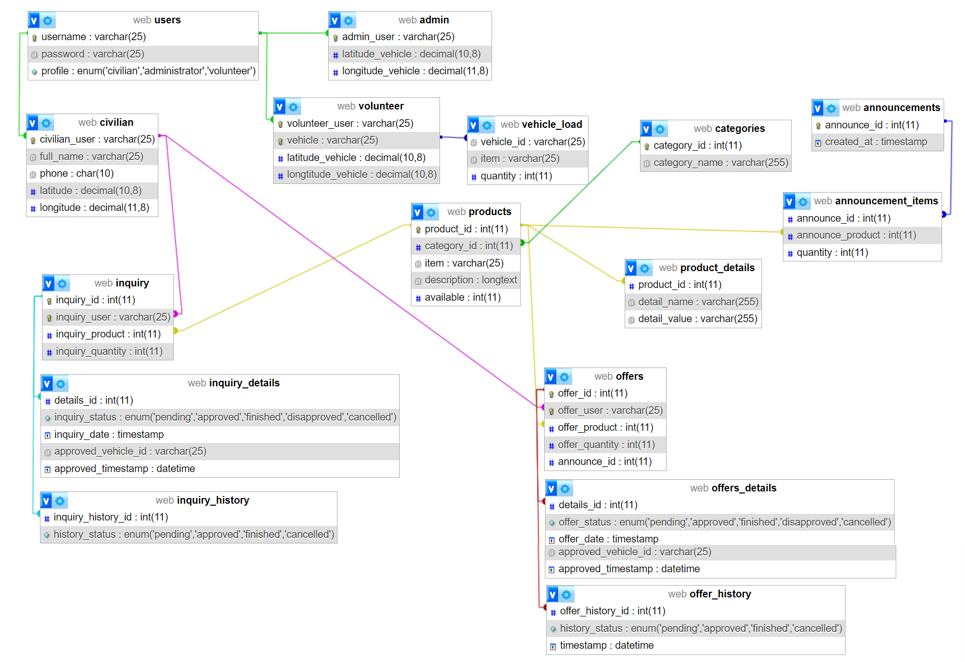 web users
username : varchar(25)
password : varchar(25)
profile : enum('civilian','administrator','volunteer')
web admin
admin_user : varchar(25)
latitude_vehicle : decimal(10,8)
longitude_vehicle : decimal(11,8)
web civilian
civilian_user : varchar(25)
full_name : varchar(25)
phone : char(10)
latitude : decimal(10,8)
longitude : decimal(11,8)
web volunteer
volunteer_user : varchar(25)
vehicle : varchar(25)
latitude_vehicle : decimal(10,8)
longtitude_vehicle : decimal(10,8)
web vehicle_load
vehicle_id : varchar(25)
item : varchar(25)
quantity : int(11)
web categories
category_id : int(11)
category_name : varchar(255)
web announcements
announce_id : int(11)
created_at : timestamp
web announcement_items
announce_id : int(11)
announce_product : int(11)
quantity : int(11)
web products
product_id : int(11)
category_id : int(11)
item : varchar(25)
description : longtext
available : int(11)
web product_details
product_id : int(11)
detail_name : varchar(255)
detail_value : varchar(255)
web inquiry
inquiry_id : int(11)
inquiry_user : varchar(25)
inquiry_product : int(11)
inquiry_quantity : int(11)
web inquiry_details
details_id : int(11)
inquiry_status : enum('pending','approved','finished','disapproved','cancelled')
inquiry_date : timestamp
approved_vehicle_id : varchar(25)
approved_timestamp : datetime
web inquiry_history
inquiry_history_id : int(11)
history_status : enum('pending','approved','finished','cancelled')
web offers
offer_id : int(11)
offer_user : varchar(25)
offer_product : int(11)
offer_quantity : int(11)
announce_id : int(11)
web offers_details
details_id : int(11)
offer_status : enum('pending','approved','finished','disapproved','cancelled')
offer_date : timestamp
approved_vehicle_id : varchar(25)
approved_timestamp : datetime
web offer_history
offer_history_id : int(11)
history_status : enum('pending','approved','finished','cancelled')
timestamp : datetime